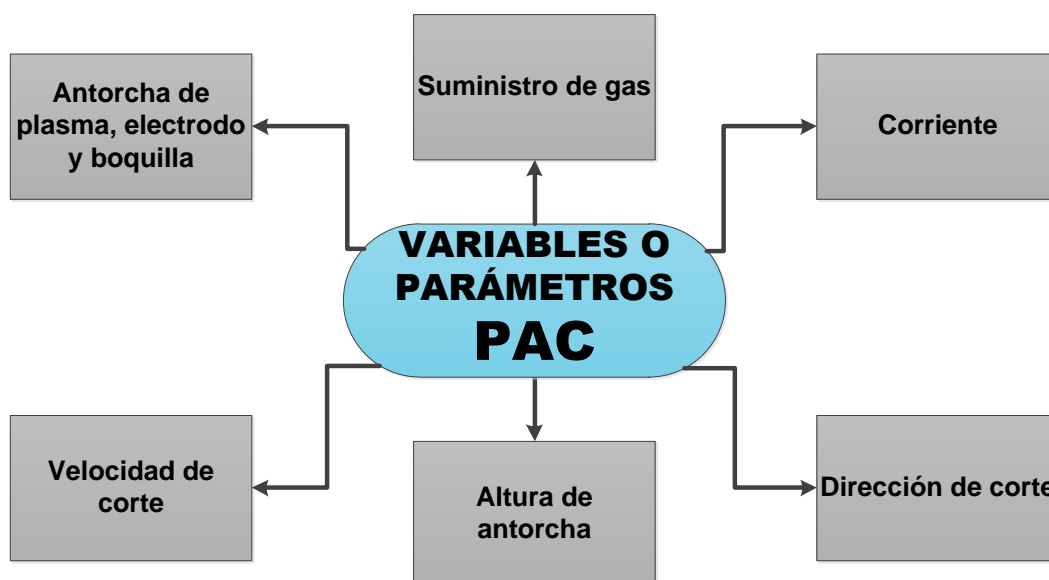 Antorcha de
plasma, electrodo
y boquilla
Suministro de gas
Corriente
VARIABLES O
PARÁMETROS
PAC
Velocidad de
corte
Altura de
antorcha
Dirección de corte